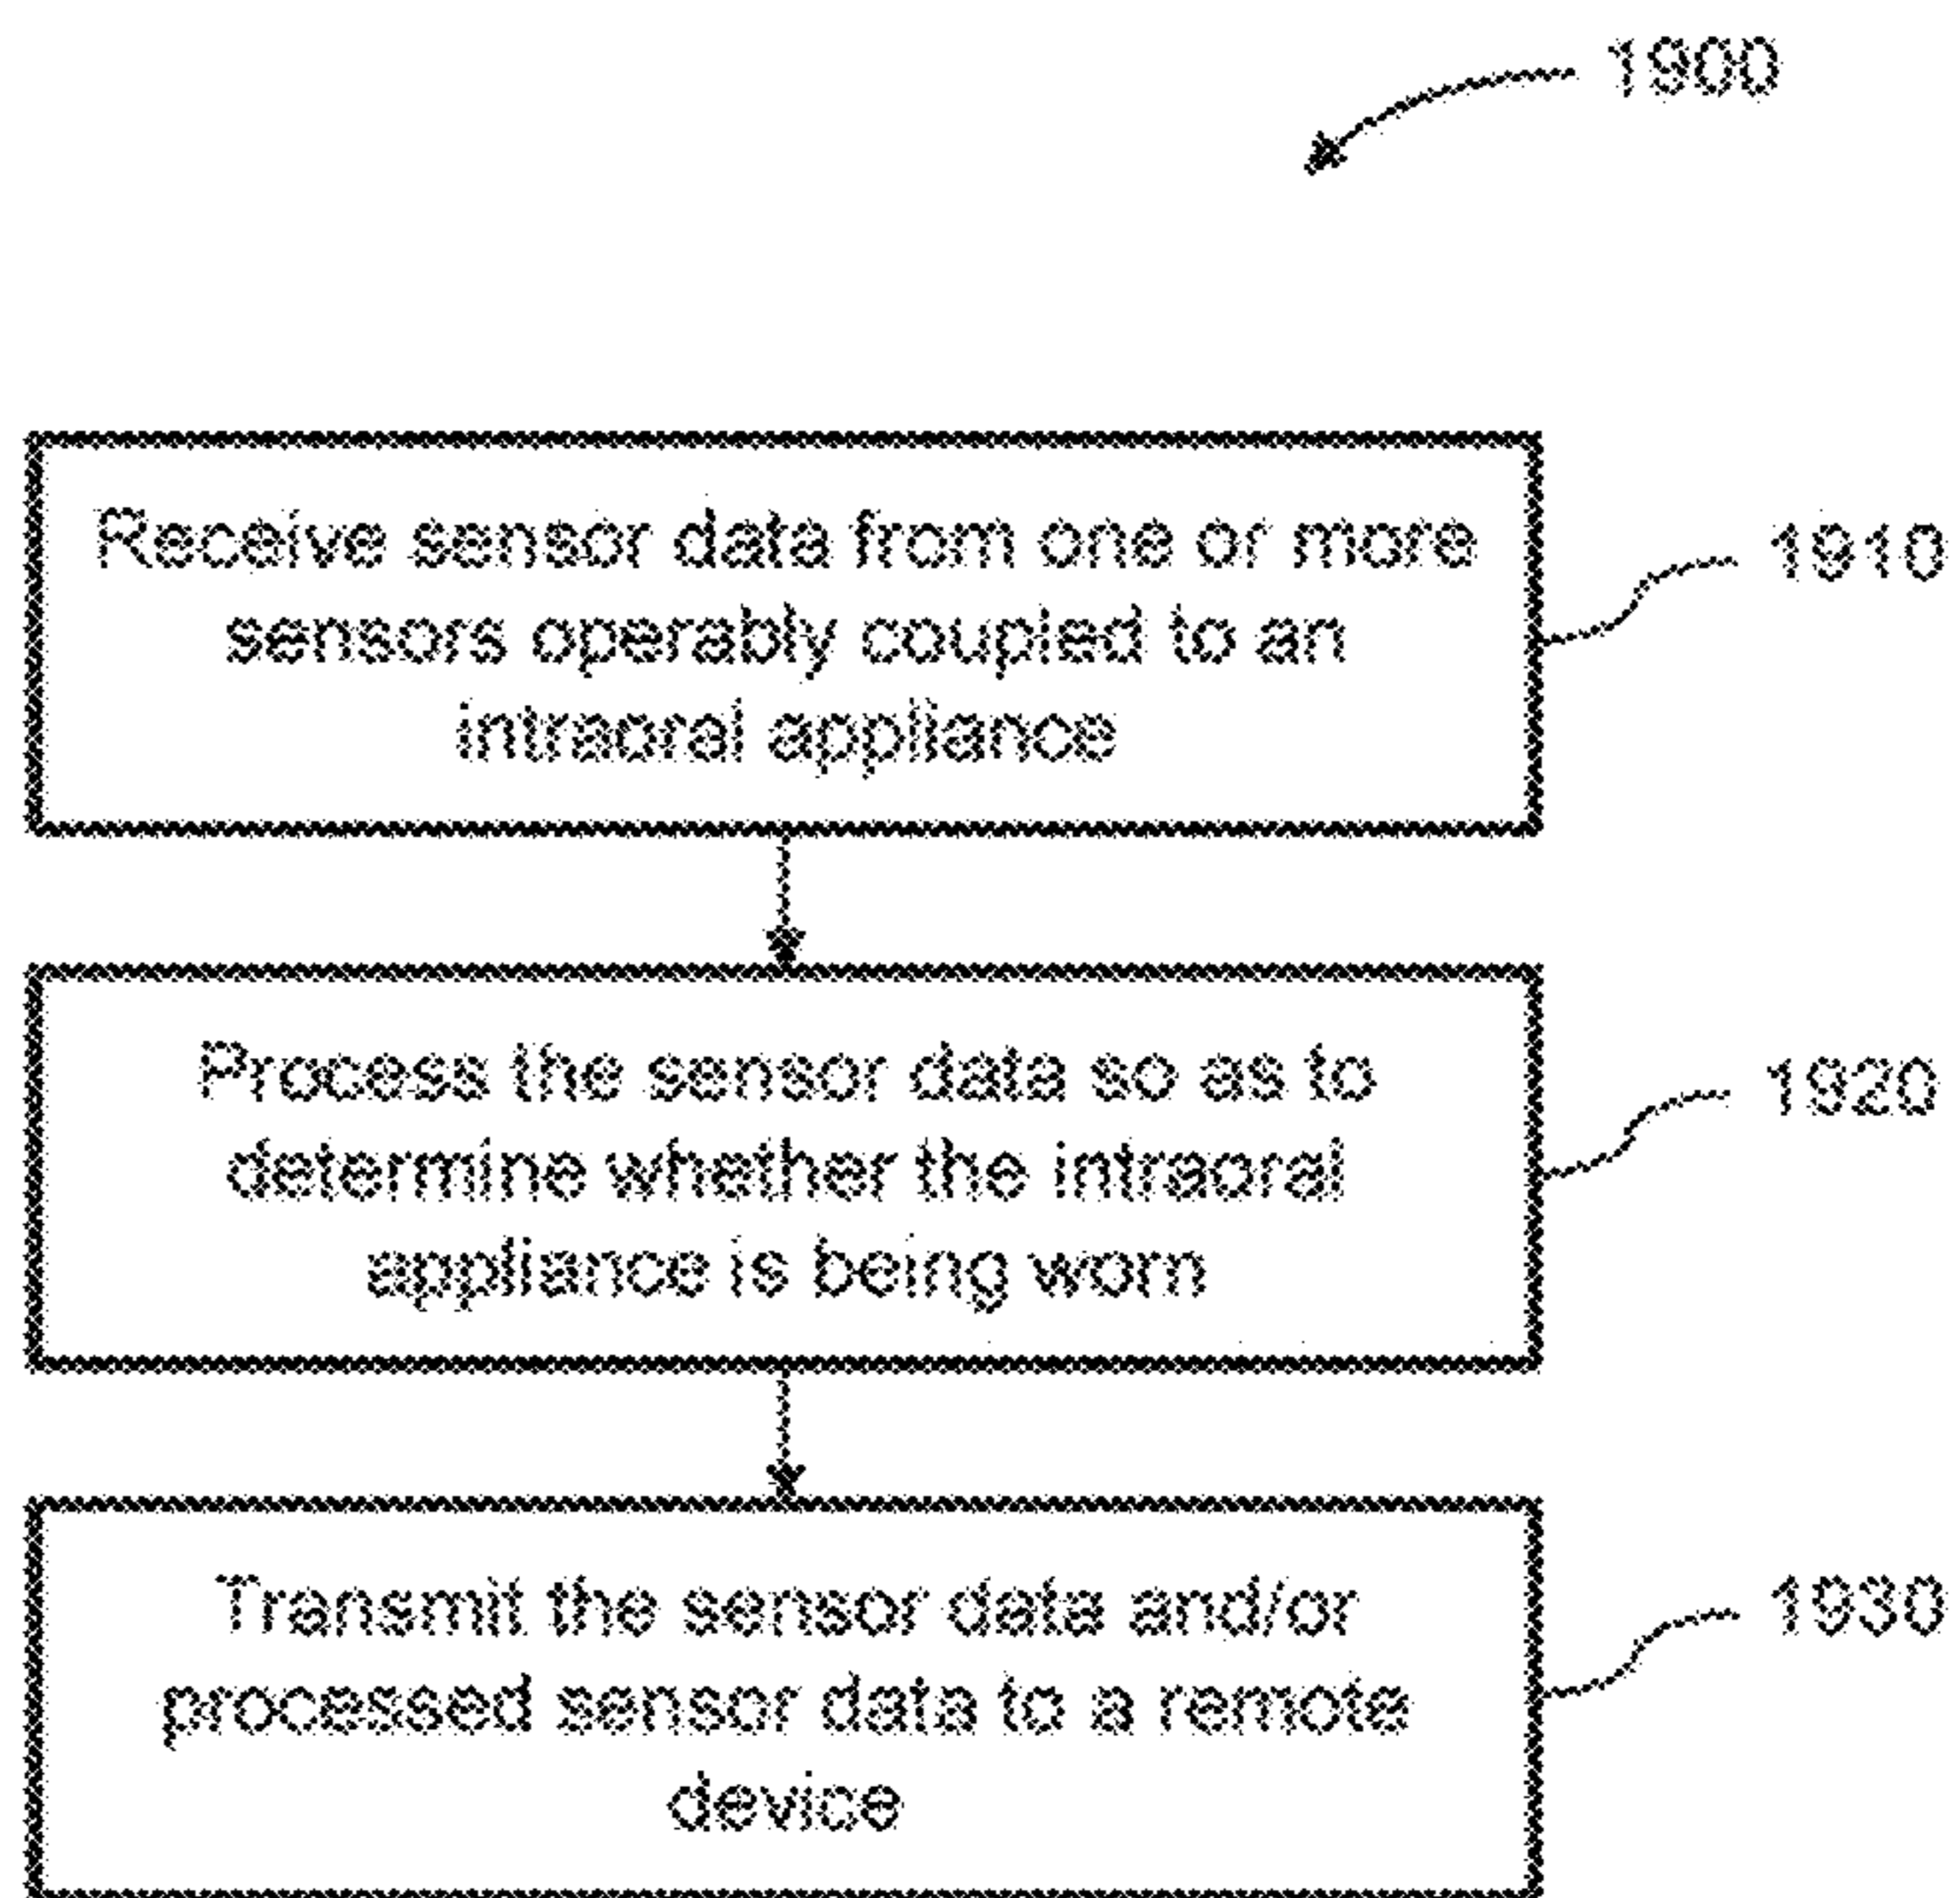 1900
Receive sensor data from one or more
1910
sensors operably coupled to an
intraoral appliance
Process the sensor data so as to
1920
determine whether the intraoral
appliance is being worn
Transmit the sensor data and/or
1930
processed sensor data to a remote
device